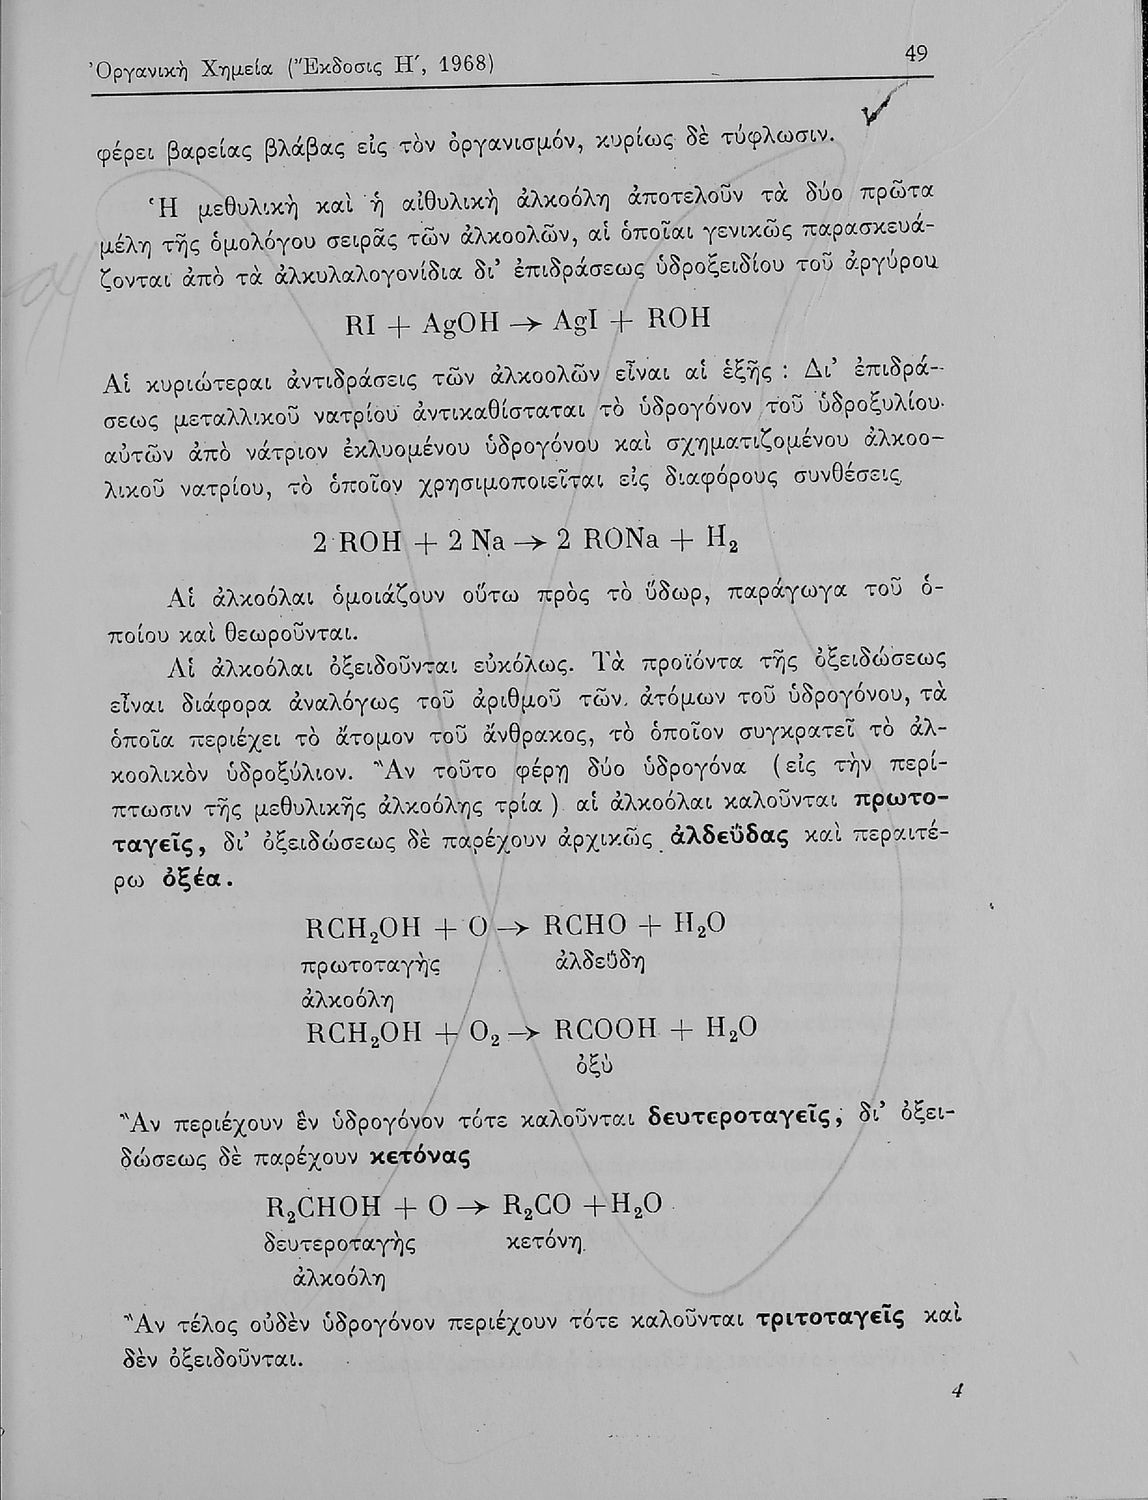 Ὀργανικὴ Χημεία (Ἔκδοσις Η′, 1968) 49
φέρει βαρείας βλάβας εἰς τὸν ὀργανισμόν, κυρίως δὲ τύφλωσιν.
Ἡ μεθυλικὴ καὶ ἡ αἰθυλικὴ ἀλκοόλη ἀποτελοῦν τὰ δύο πρῶτα
μέλη τῆς ὁμολόγου σειρᾶς τῶν ἀλκοολῶν, αἱ ὁποῖαι γενικῶς παρασκευά-
ζονται ἀπὸ τὰ ἀλκυλαλογονίδια δι’ ἐπιδράσεως ὑδροξειδίου τοῦ ἀργύρου
RI + AgOH → AgI + ROH
Αἱ κυριώτεραι ἀντιδράσεις τῶν ἀλκοολῶν εἶναι αἱ ἑξῆς : Δι’ ἐπιδρά-
σεως μεταλλικοῦ νατρίου ἀντικαθίσταται τὸ ὑδρογόνον τοῦ ὑδροξυλίου
αὐτῶν ἀπὸ νάτριον ἐκλυομένου ὑδρογόνου καὶ σχηματιζομένου ἀλκοο-
λικοῦ νατρίου, τὸ ὁποῖον χρησιμοποιεῖται εἰς διαφόρους συνθέσεις
2 ROH + 2 Na → 2 RONa + H₂
Αἱ ἀλκοόλαι ὁμοιάζουν οὕτω πρὸς τὸ ὕδωρ, παράγωγα τοῦ ὁ-
ποίου καὶ θεωροῦνται.
Αἱ ἀλκοόλαι ὀξειδοῦνται εὐκόλως. Τὰ προϊόντα τῆς ὀξειδώσεως
εἶναι διάφορα ἀναλόγως τοῦ ἀριθμοῦ τῶν ἀτόμων τοῦ ὑδρογόνου, τὰ
ὁποῖα περιέχει τὸ ἄτομον τοῦ ἄνθρακος, τὸ ὁποῖον συγκρατεῖ τὸ ἀλ-
κοολικὸν ὑδροξύλιον. Ἂν τοῦτο φέρῃ δύο ὑδρογόνα (εἰς τὴν περί-
πτωσιν τῆς μεθυλικῆς ἀλκοόλης τρία) αἱ ἀλκοόλαι καλοῦνται πρωτο-
ταγεῖς, δι’ ὀξειδώσεως δὲ παρέχουν ἀρχικῶς ἀλδεΰδας καὶ περαιτέ-
ρω ὀξέα.
RCH₂OH + O → RCHO + H₂O
πρωτοταγὴς ἀλδεΰδη
ἀλκοόλη
RCH₂OH + O₂ → RCOOH + H₂O
ὀξὺ
Ἂν περιέχουν ἓν ὑδρογόνον τότε καλοῦνται δευτεροταγεῖς, δι’ ὀξει-
δώσεως δὲ παρέχουν κετόνας
R₂CHOH + O → R₂CO + H₂O
δευτεροταγὴς κετόνη
ἀλκοόλη
Ἂν τέλος οὐδὲν ὑδρογόνον περιέχουν τότε καλοῦνται τριτοταγεῖς καὶ
δὲν ὀξειδοῦνται.
4